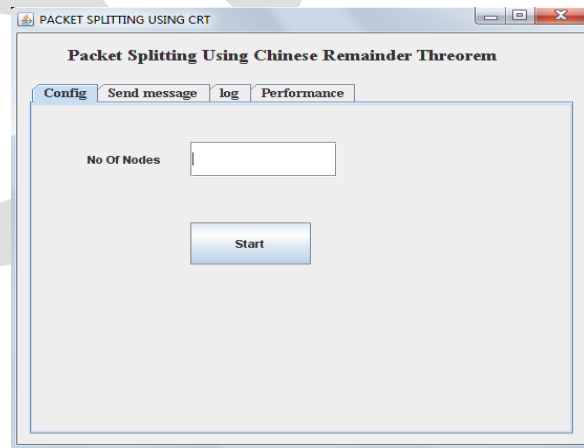 PACKET SPLITTING USING CRT
Packet Splitting Using Chinese Remainder Threorem
Config Send message log Performance
No Of Nodes
Start